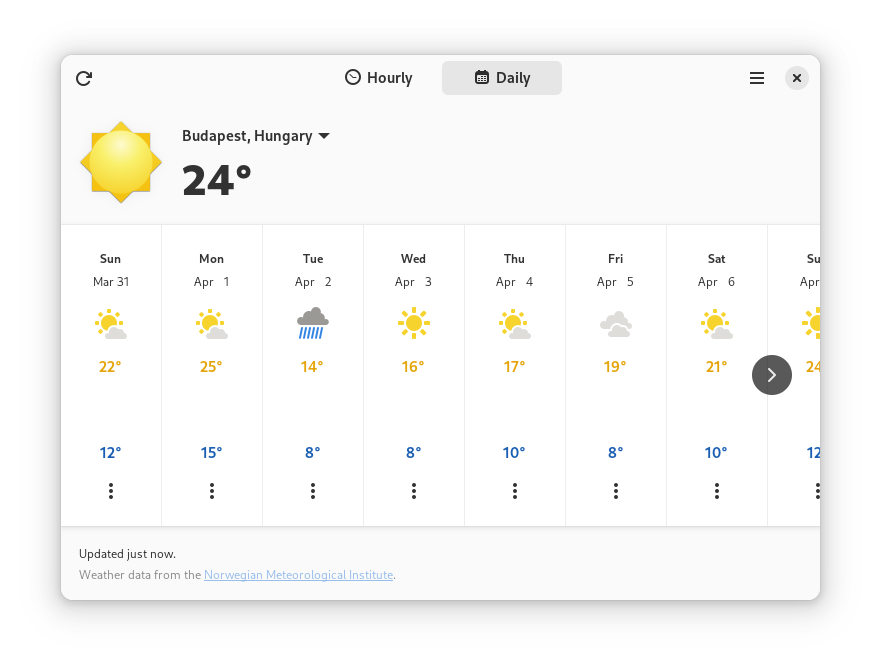 Hourly Daily
Budapest, Hungary
24°
Sun Mon Tue Wed Thu Fri Sat
Mar 31 Apr 1 Apr 2 Apr 3 Apr 4 Apr 5 Apr 6 Apr
22° 25° 14° 16° 17° 19° 21° 24
12° 15° 8° 8° 10° 8° 10° 12
Updated just now.
Weather data from the Norwegian Meteorological Institute.